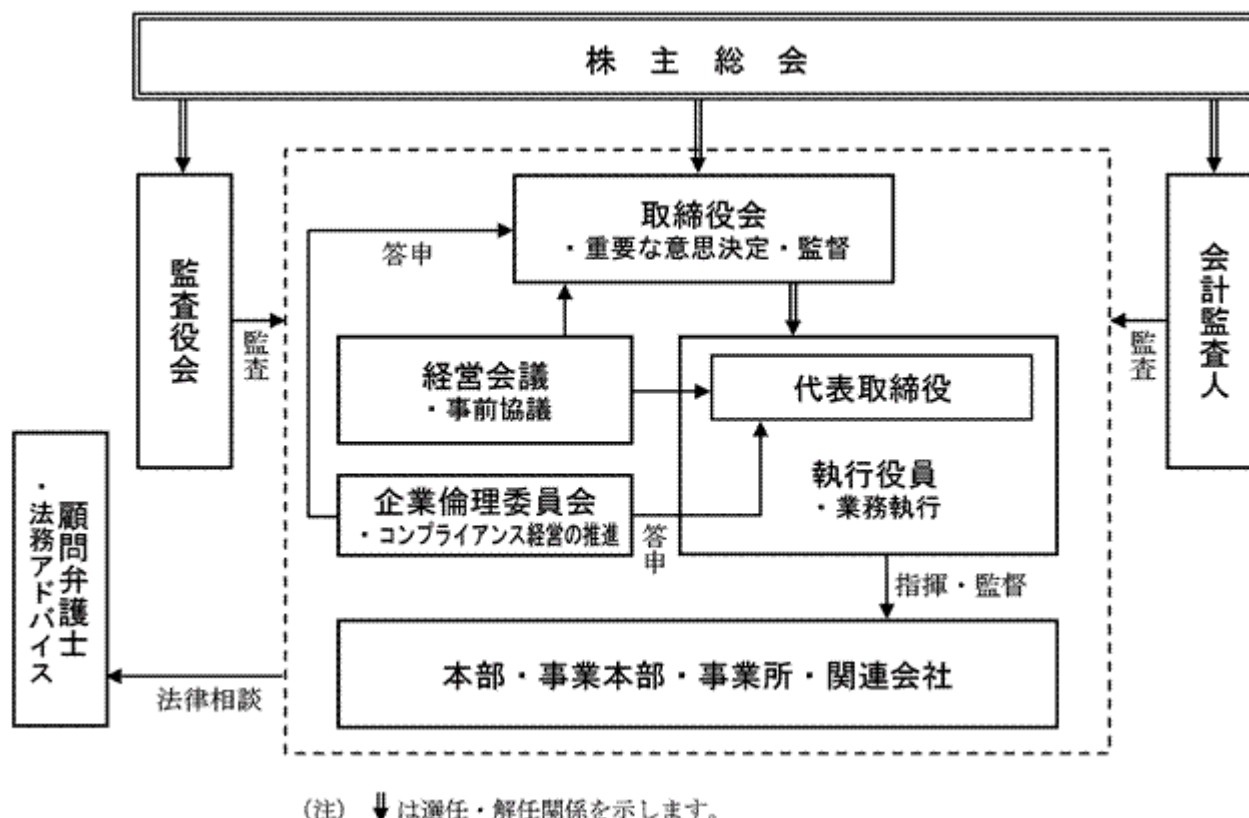 株主総会
取締役会
・重要な意思決定・監督
答申
監査役会
監査
会計監査人
監査
経営会議
・事前協議
代表取締役
執行役員
・業務執行
企業倫理委員会
・コンプライアンス経営の推進
答申
顧問弁護士
・法務アドバイス
指揮・監督
本部・事業本部・事業所・関連会社
法律相談
(注) ⇓は選任・解任関係を示します。